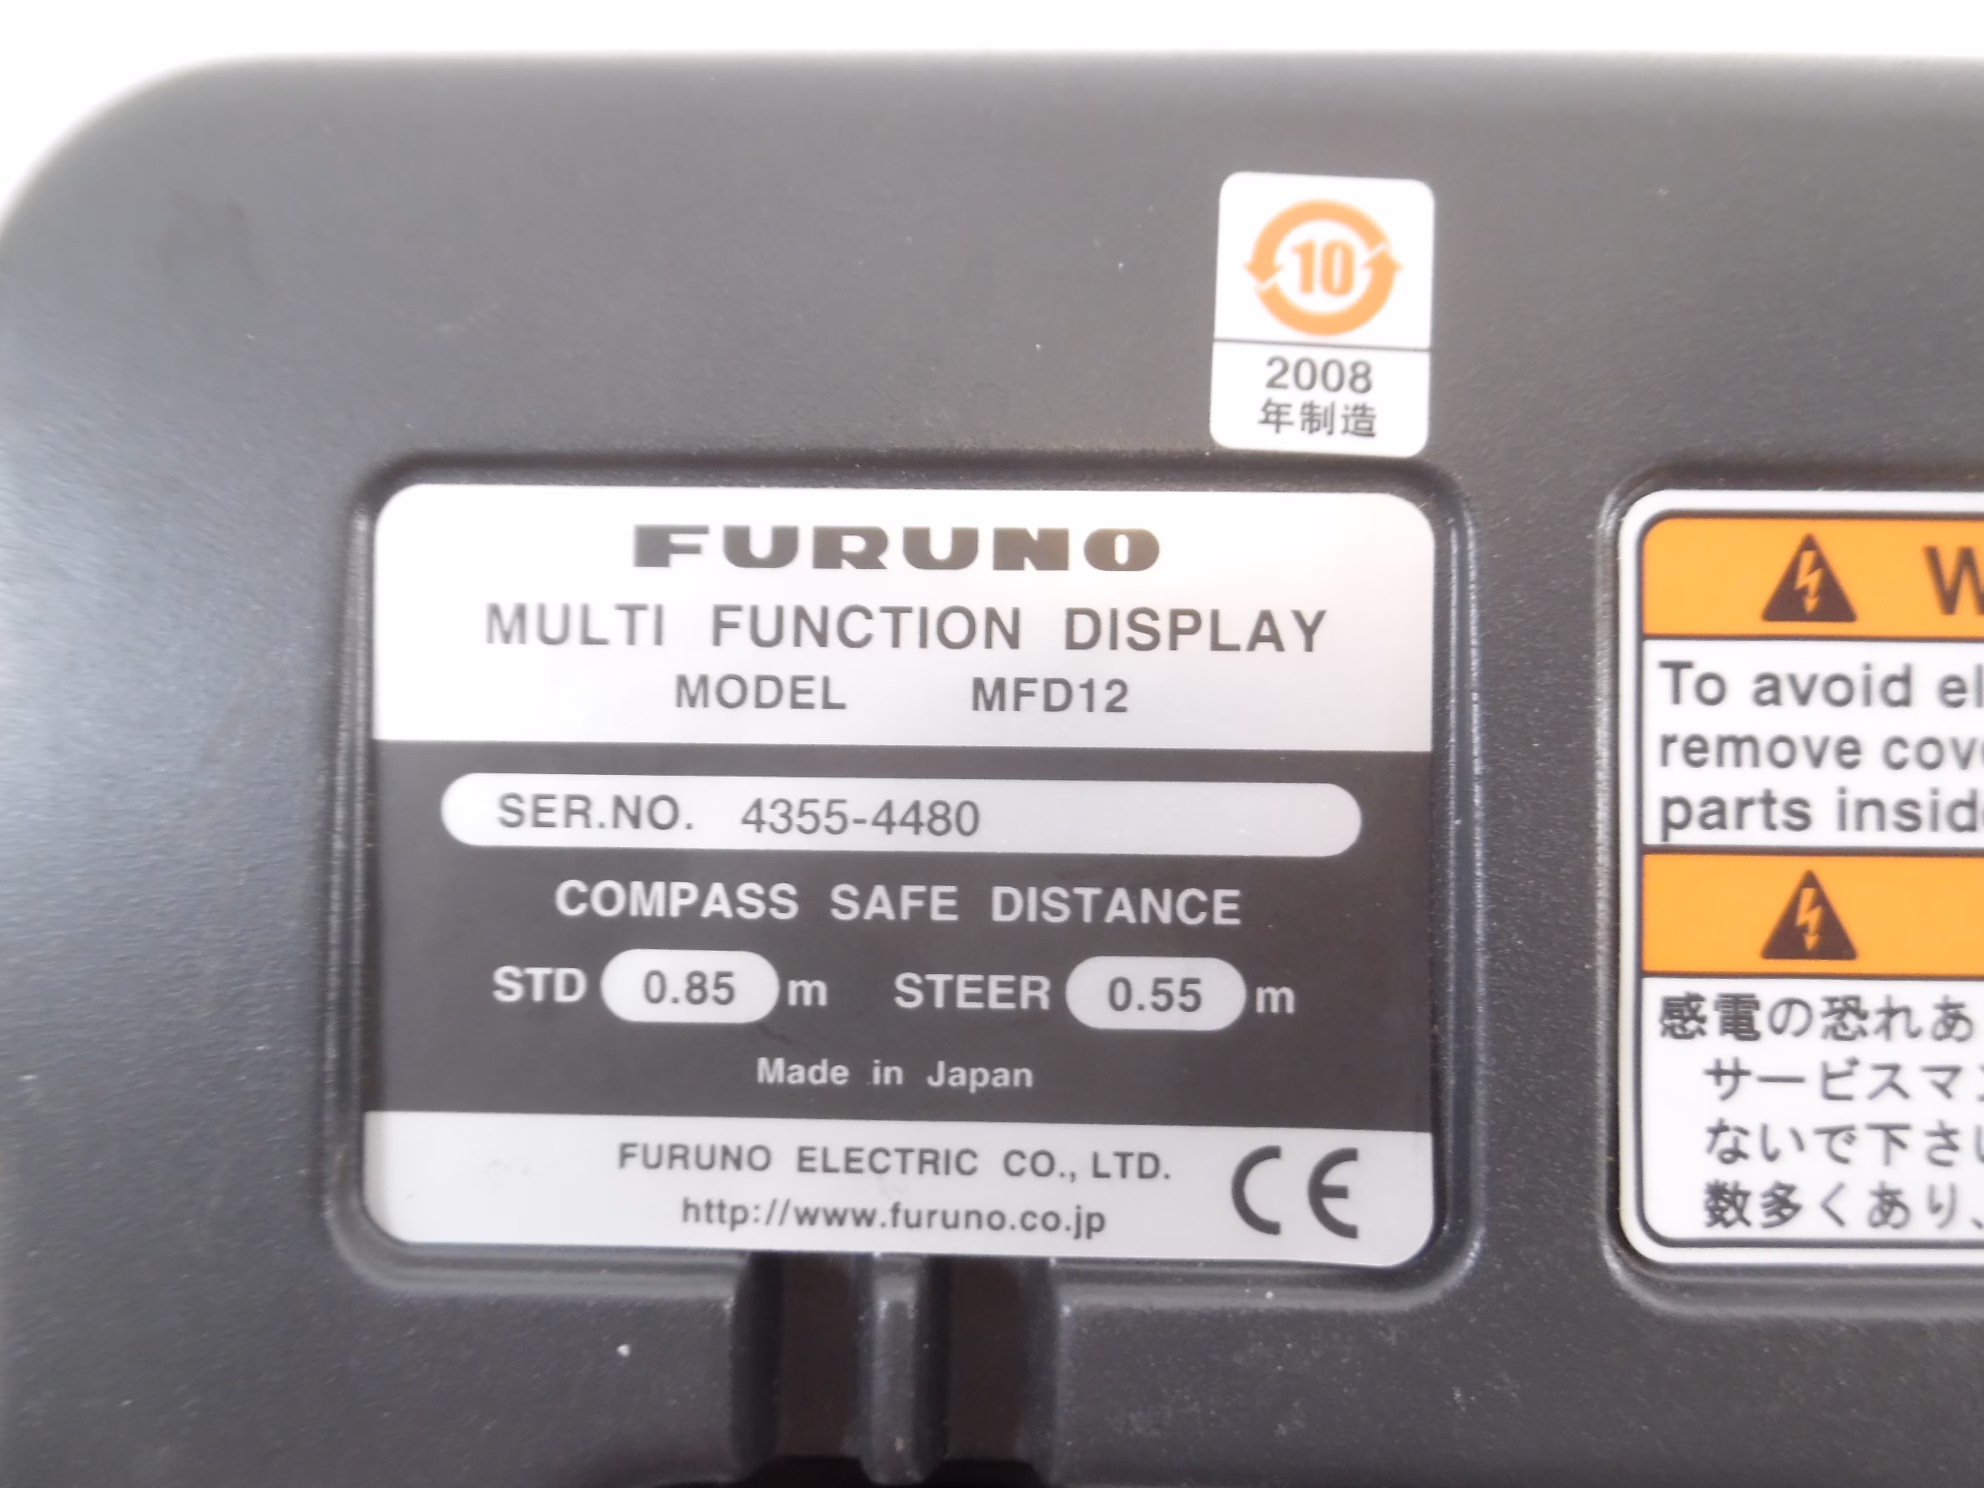 10
2008
年制造
FURUNO
MULTI FUNCTION DISPLAY
MODEL MFD12
SER.NO. 4355-4480
COMPASS SAFE DISTANCE
STD 0.85 m STEER 0.55 m
Made in Japan
FURUNO ELECTRIC CO., LTD.
http://www.furuno.co.jp
CE
To avoid
remove
parts
感電の恐れあ
サービスマ
ないで下さ
数多くあり、